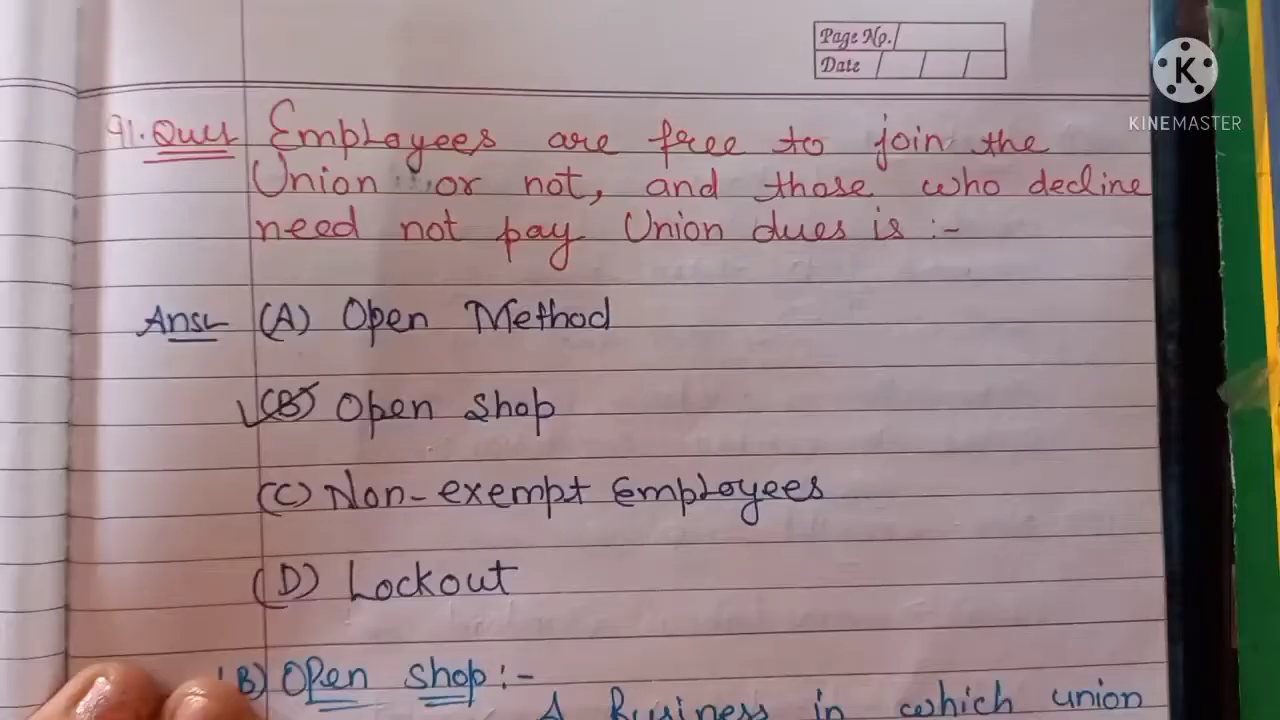 Page No.
Date
KINEMASTER
91. Ques Employees are free to join the
Union or not, and those who decline
need not pay Union dues is :-
Ans (A) Open Method
(B) Open Shop
(C) Non-exempt Employees
(D) Lockout
(B) Open shop :-
A Business in which union